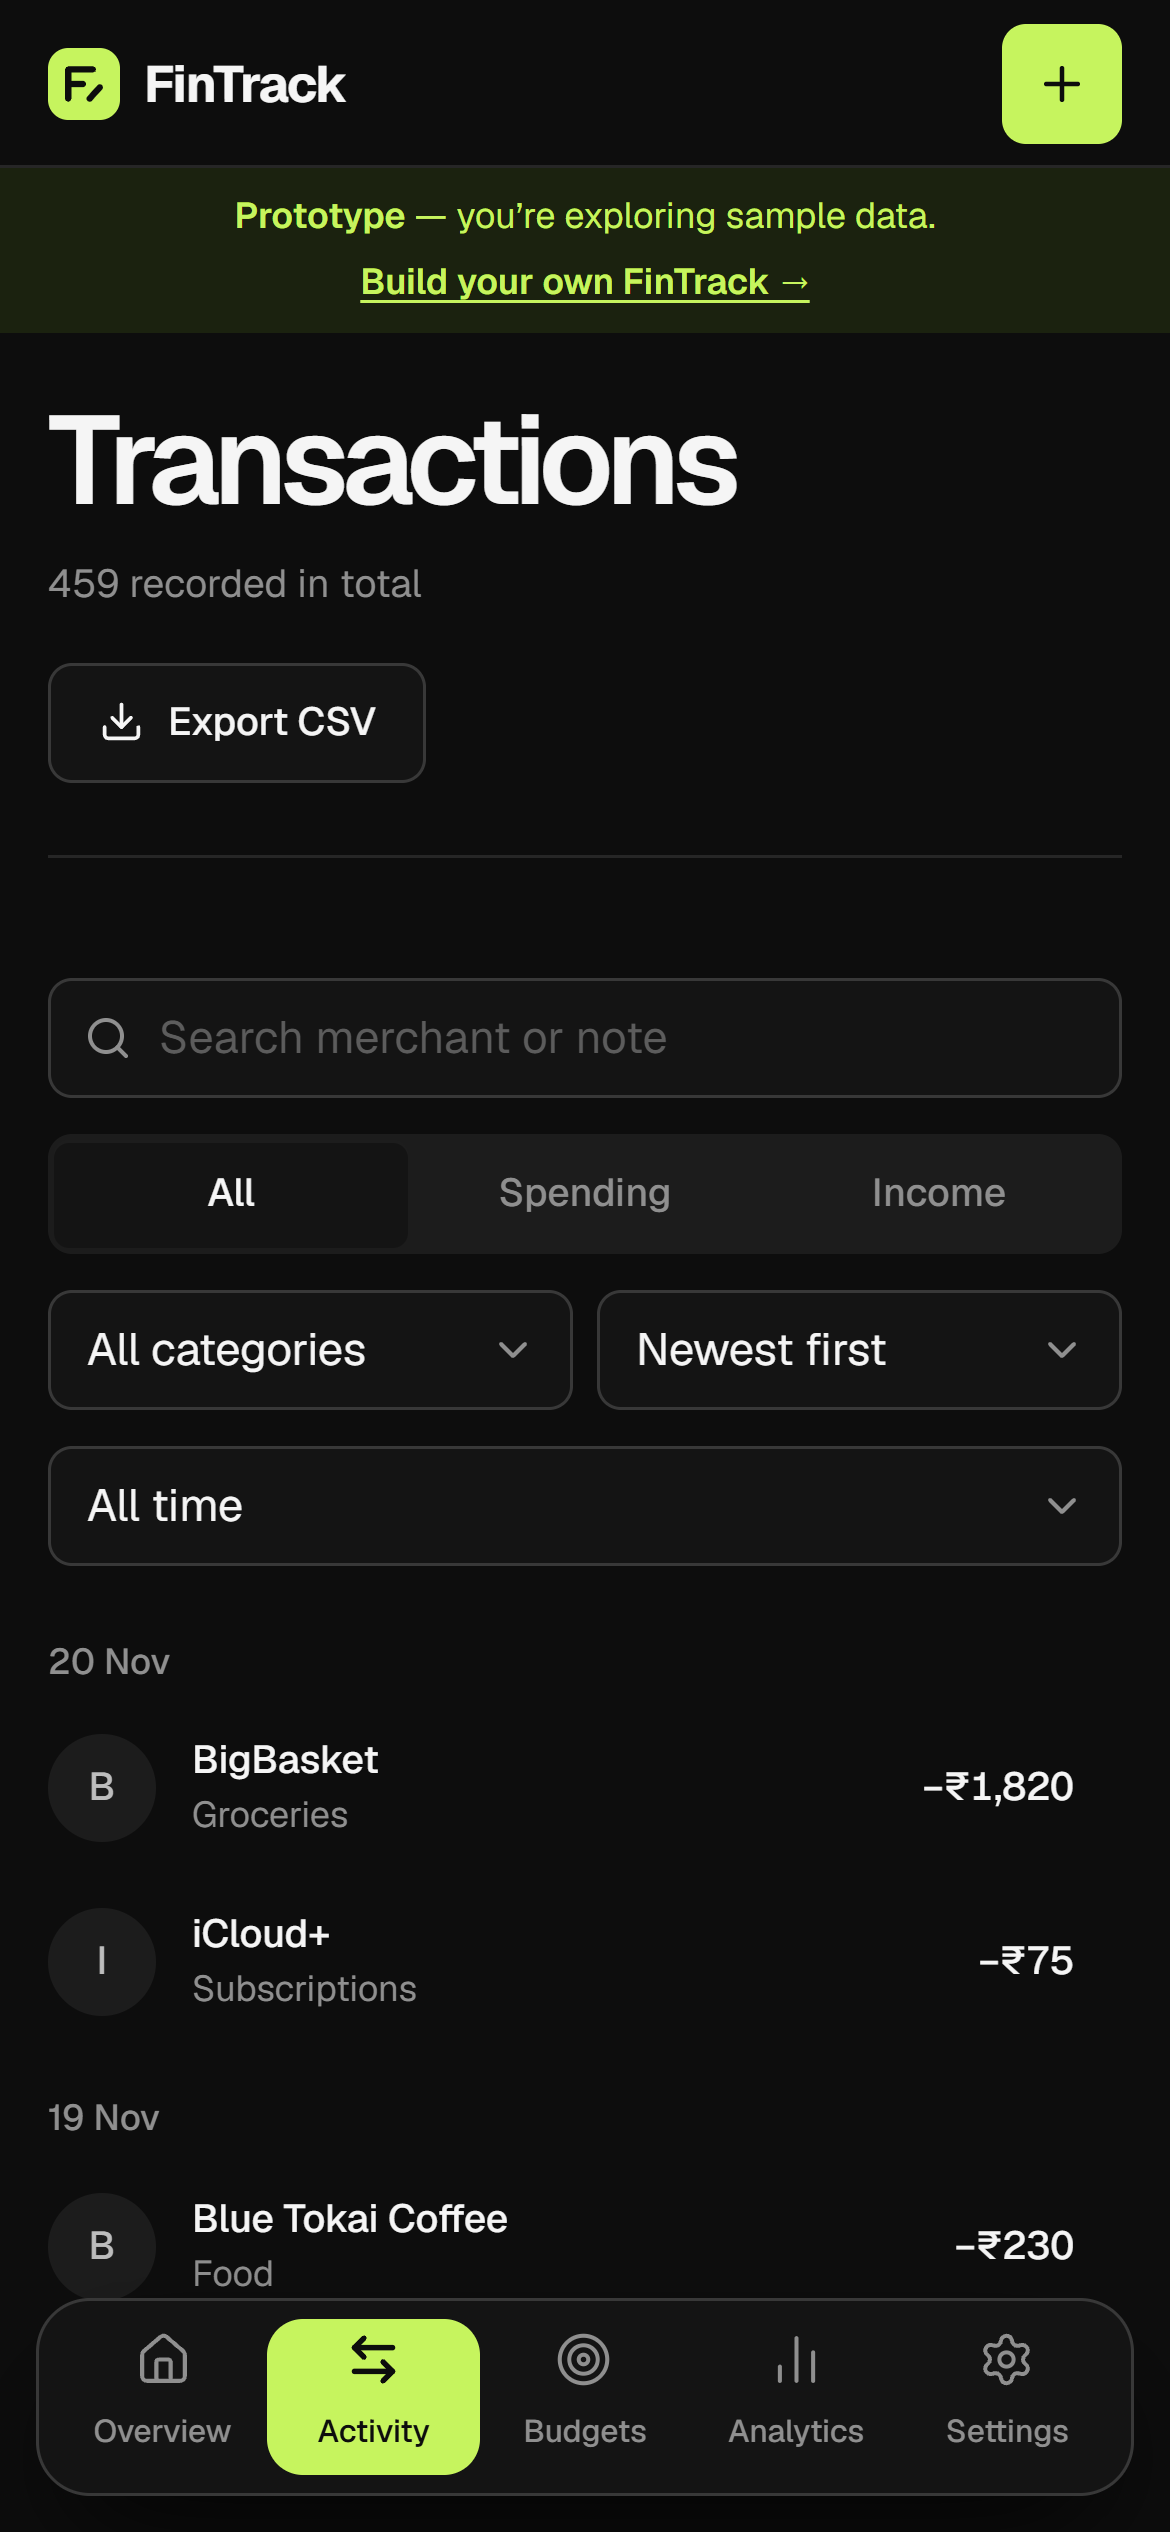 FinTrack
Prototype — you’re exploring sample data.
Build your own FinTrack →
Transactions
459 recorded in total
Export CSV
Search merchant or note
All Spending Income
All categories Newest first
All time
20 Nov
B BigBasket −₹1,820
Groceries
I iCloud+ −₹75
Subscriptions
19 Nov
B Blue Tokai Coffee −₹230
Food
Overview Activity Budgets Analytics Settings